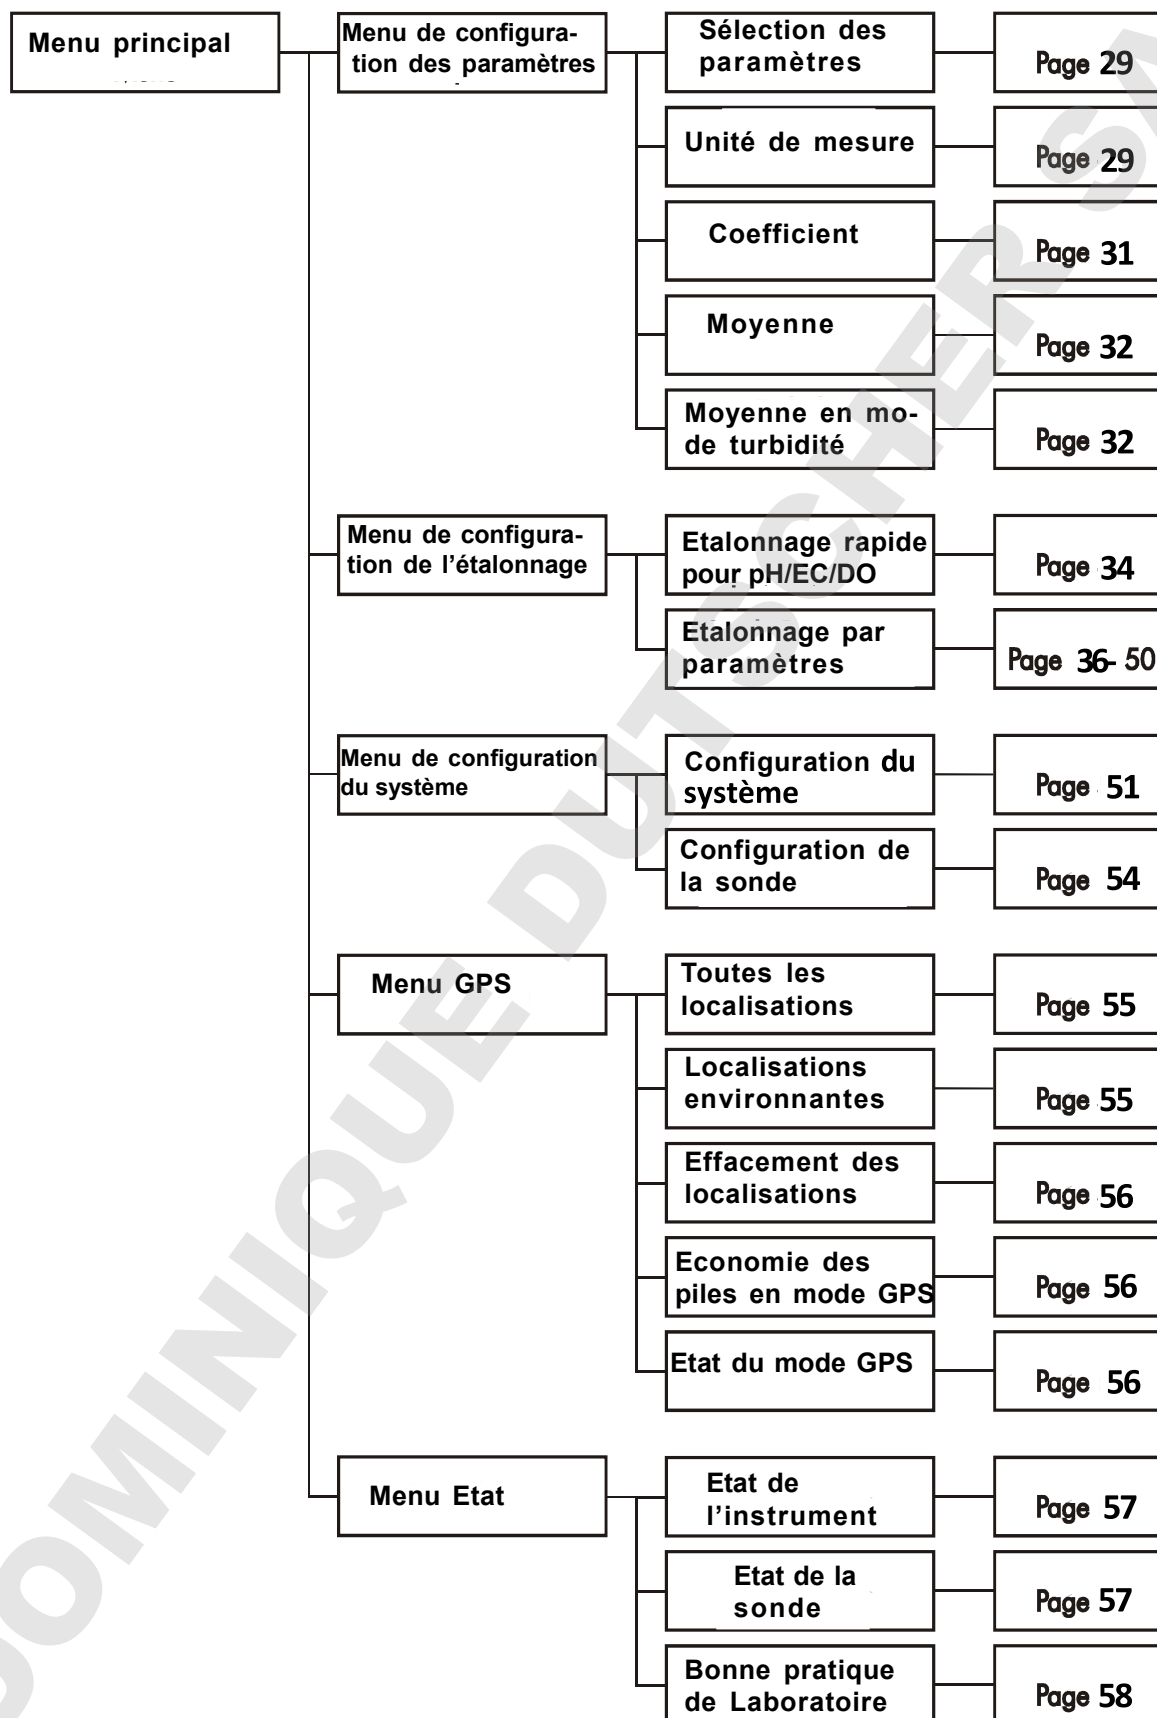 Menu principal
Menu de configura-
tion des paramètres
Sélection des
paramètres
Page 29
Unité de mesure
Page 29
Coefficient
Page 31
Moyenne
Page 32
Moyenne en mo-
de turbidité
Page 32
Menu de configura-
tion de l'étalonnage
Etalonnage rapide
pour pH/EC/DO
Page 34
Etalonnage par
paramètres
Page 36- 50
Menu de configuration
du système
Configuration du
système
Page 51
Configuration de
la sonde
Page 54
Menu GPS
Toutes les
localisations
Page 55
Localisations
environnantes
Page 55
Effacement des
localisations
Page 56
Economie des
piles en mode GPS
Page 56
Etat du mode GPS
Page 56
Menu Etat
Etat de
l'instrument
Page 57
Etat de la
sonde
Page 57
Bonne pratique
de Laboratoire
Page 58
DOMINIQUE DUTSCHER SA